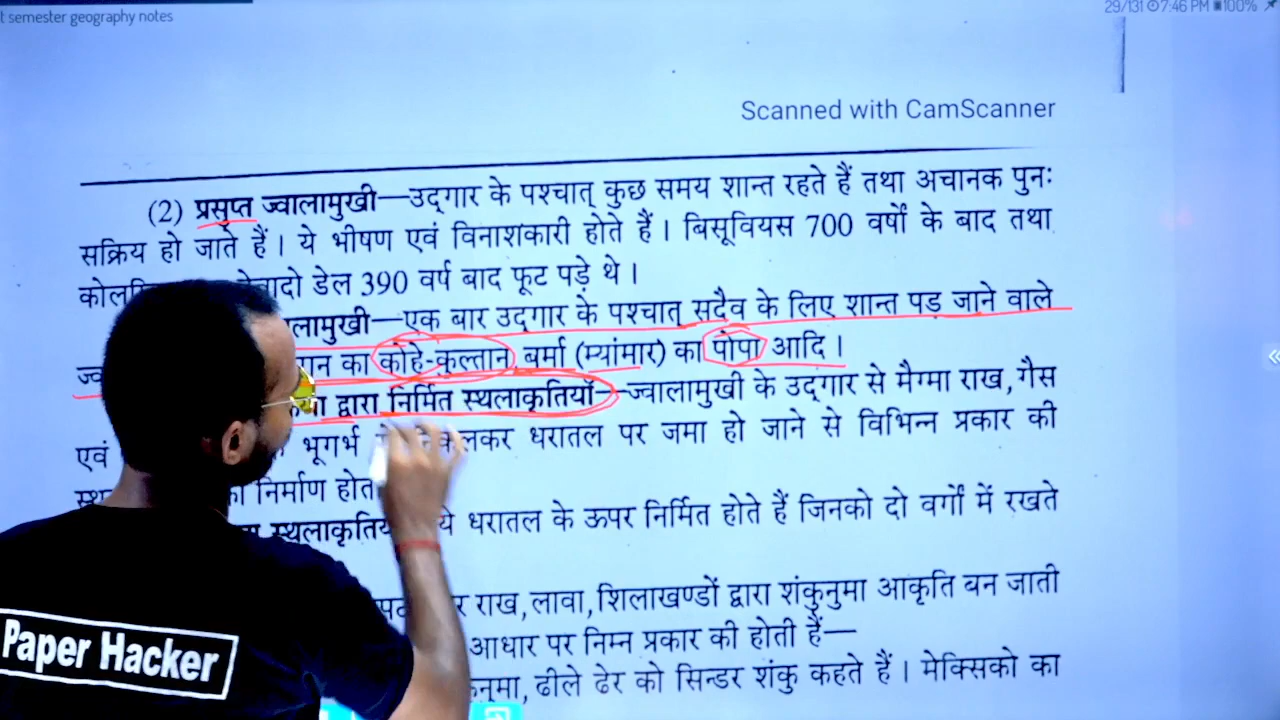 t semester geography notes
29/131 7:46 PM 100%
Scanned with CamScanner
(2) प्रसुप्त ज्वालामुखी—उद्‌गार के पश्चात् कुछ समय शान्त रहते हैं तथा अचानक पुनः
सक्रिय हो जाते हैं। ये भीषण एवं विनाशकारी होते हैं। बिसूवियस 700 वर्षों के बाद तथा
डेल 390 वर्ष बाद फूट पड़े थे।
लामुखी—एक बार उद्‌गार के पश्चात् सदैव के लिए शान्त पड़ जाने वाले
का कोहे-कुल्तान, बर्मा (म्यांमार) का पोपा आदि।
द्वारा निर्मित स्थलाकृतियाँ—ज्वालामुखी के उद्‌गार से मैग्मा राख, गैस
एवं भूगर्भ कलकर धरातल पर जमा हो जाने से विभिन्न प्रकार की
निर्माण होत
स्थलाकृतिय ये धरातल के ऊपर निर्मित होते हैं जिनको दो वर्गों में रखते
राख, लावा, शिलाखण्डों द्वारा शंकुनुमा आकृति बन जाती
आधार पर निम्न प्रकार की होती हैं—
ढीले ढेर को सिन्डर शंकु कहते हैं। मेक्सिको का
Paper Hacker